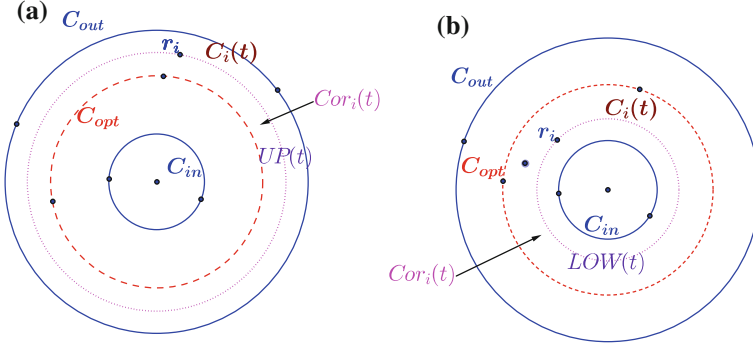 (a)
C_out
r_i
C_i(t)
Cor_i(t)
C_opt
UP(t)
C_in
(b)
C_out
C_i(t)
r_i
C_opt
C_in
LOW(t)
Cor_i(t)